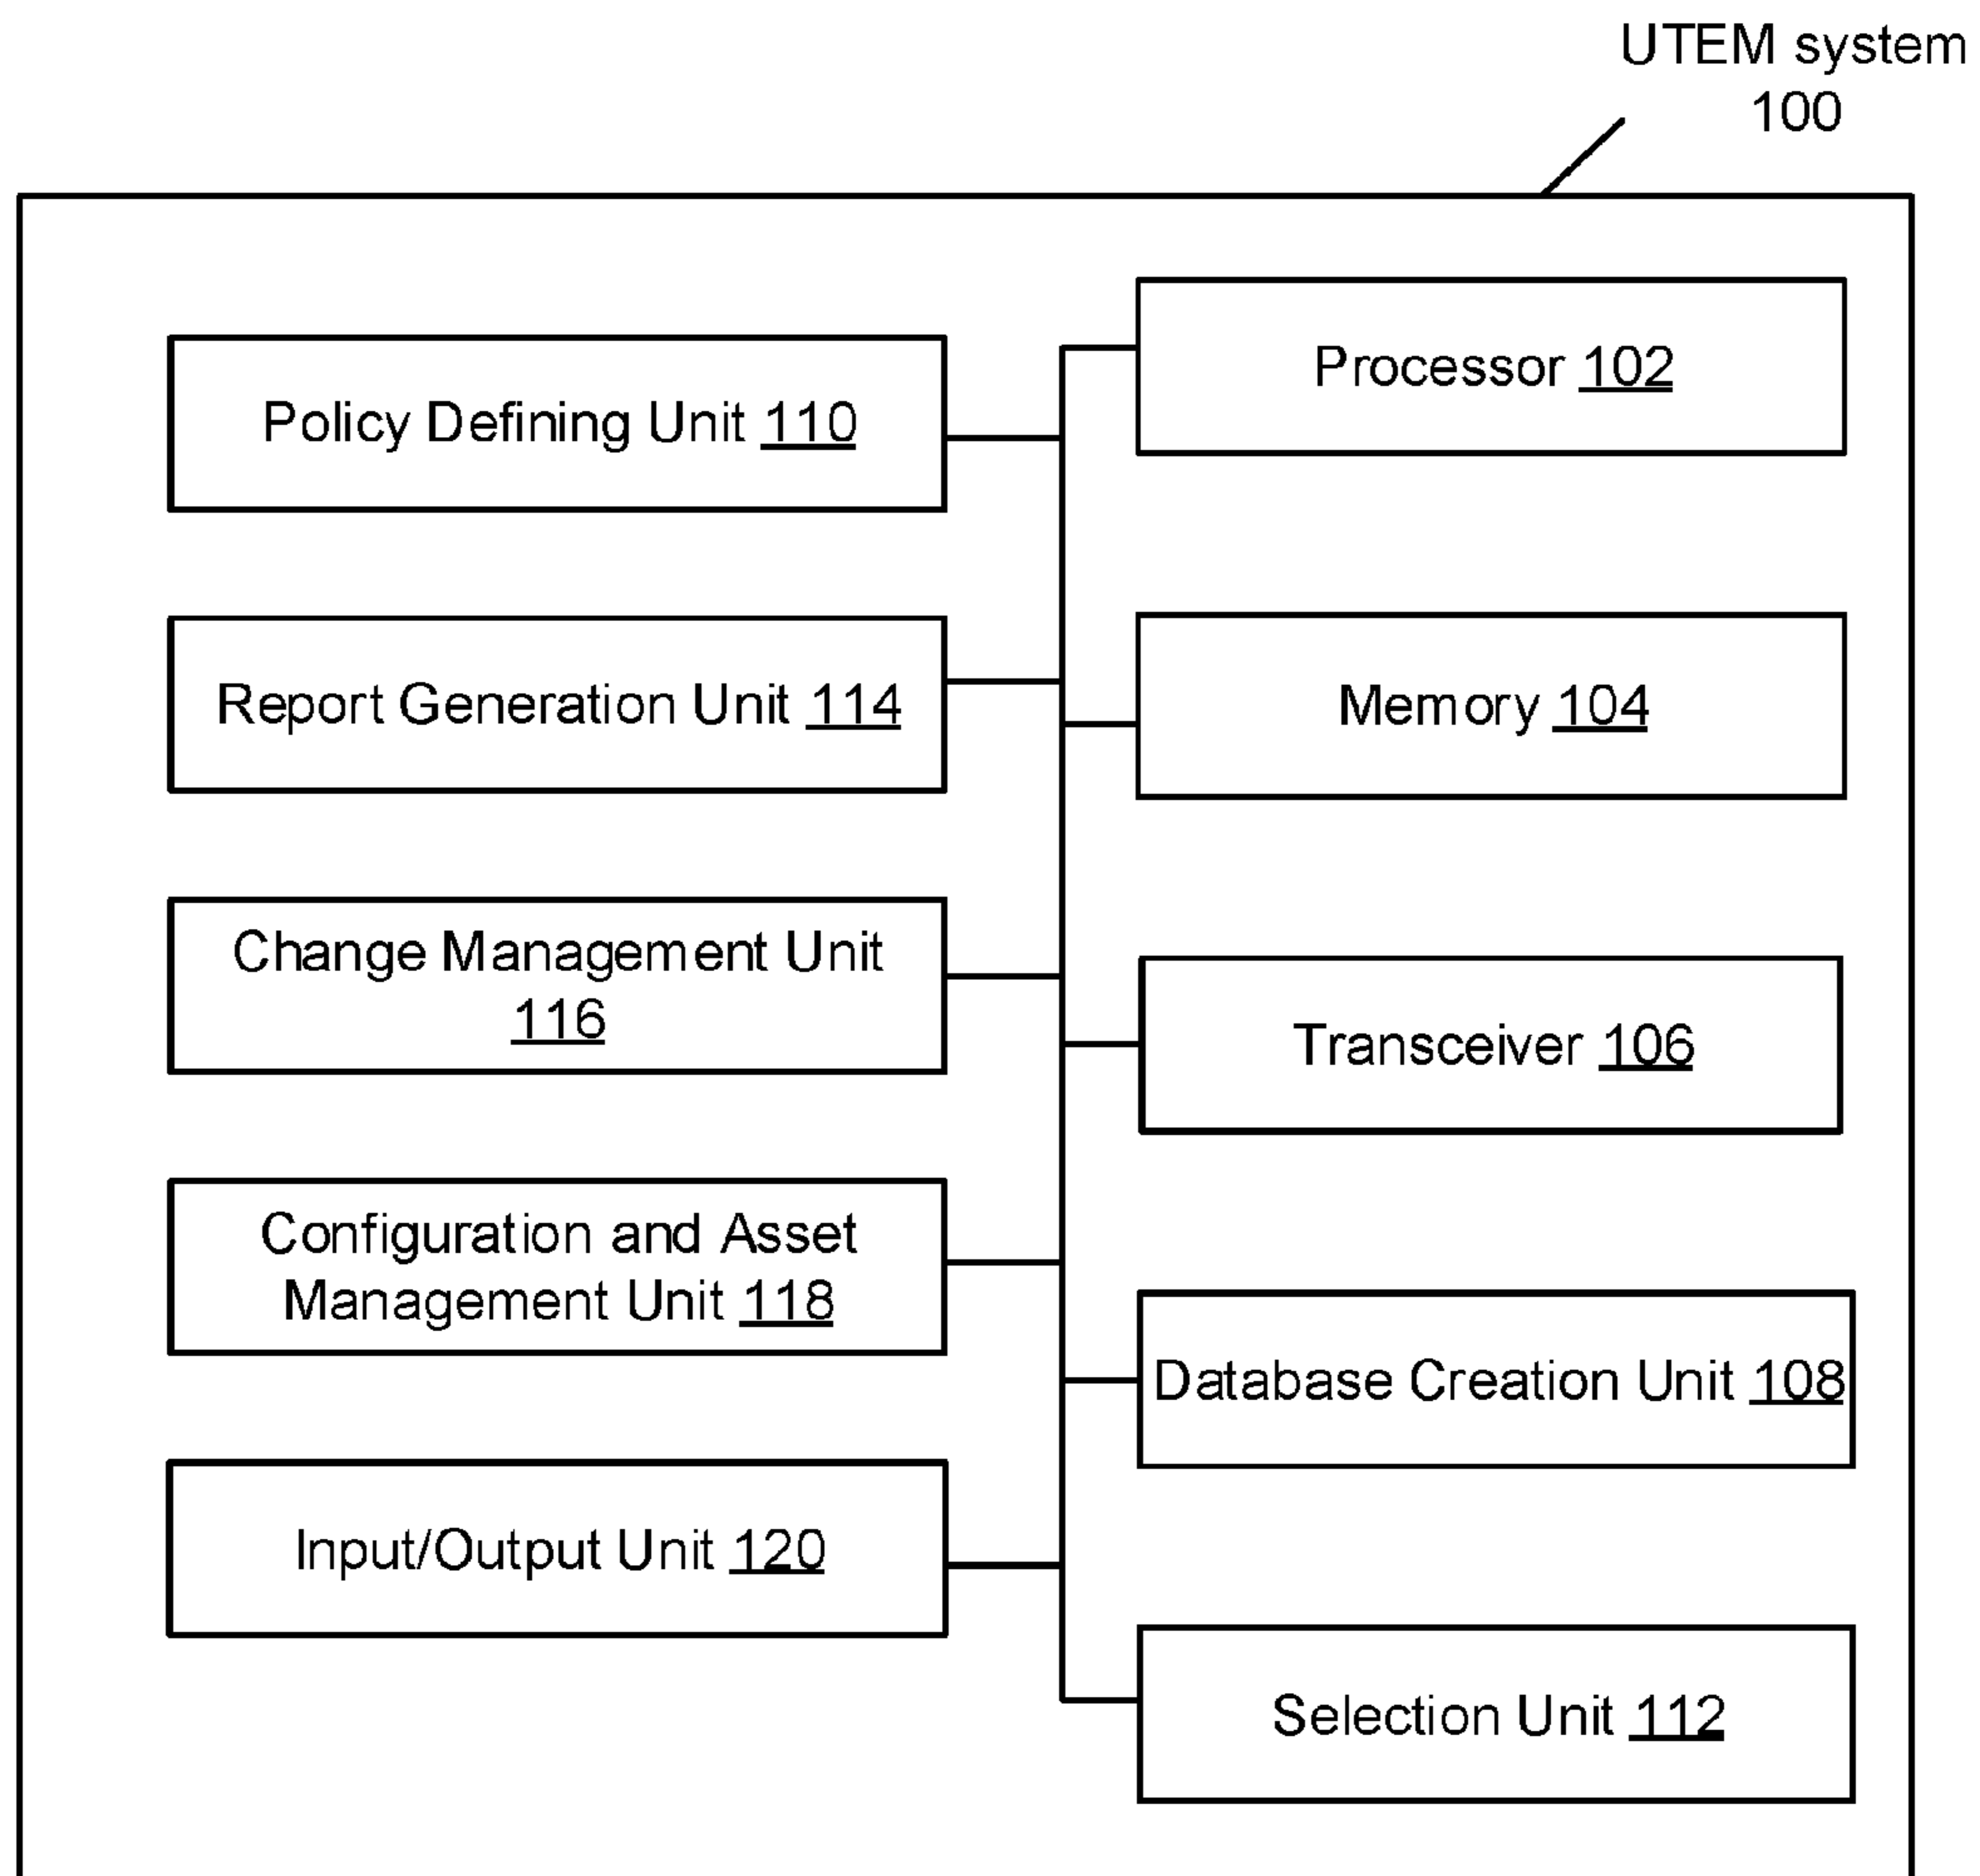 UTEM system
100
Policy Defining Unit 110
Report Generation Unit 114
Change Management Unit
116
Configuration and Asset
Management Unit 118
Input/Output Unit 120
Processor 102
Memory 104
Transceiver 106
Database Creation Unit 108
Selection Unit 112